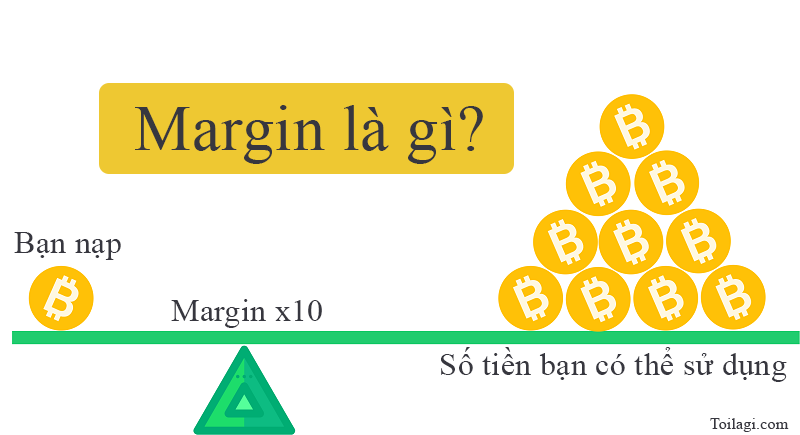 Margin là gì?
Bạn nạp
Margin x10
Số tiền bạn có thể sử dụng
Toilagi.com